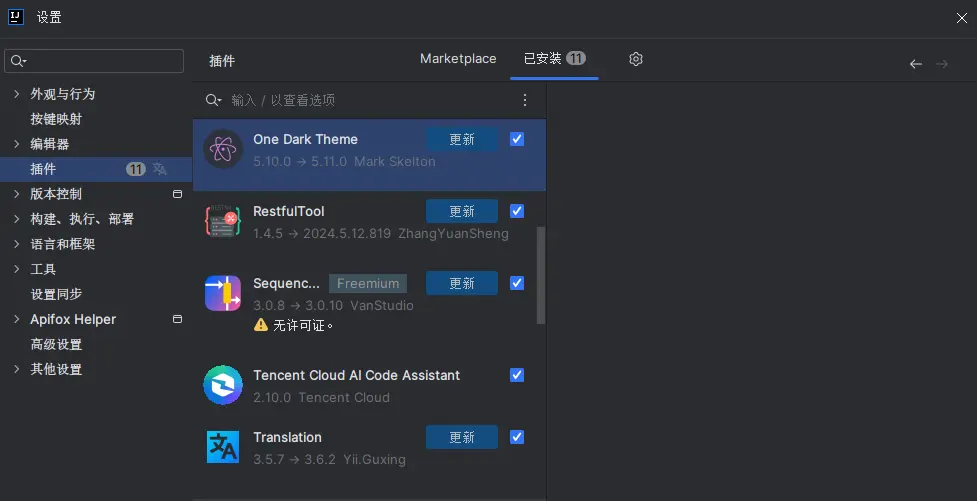 设置
外观与行为
按键映射
编辑器
插件 11
版本控制
构建、执行、部署
语言和框架
工具
设置同步
Apifox Helper
高级设置
其他设置
插件 Marketplace 已安装 11
输入 / 以查看选项
One Dark Theme 更新
5.10.0 → 5.11.0 Mark Skelton
RestfulTool 更新
1.4.5 → 2024.5.12.819 ZhangYuanSheng
Sequenc... Freemium 更新
3.0.8 → 3.0.10 VanStudio
无许可证。
Tencent Cloud AI Code Assistant
2.10.0 Tencent Cloud
Translation 更新
3.5.7 → 3.6.2 Yii.Guxing